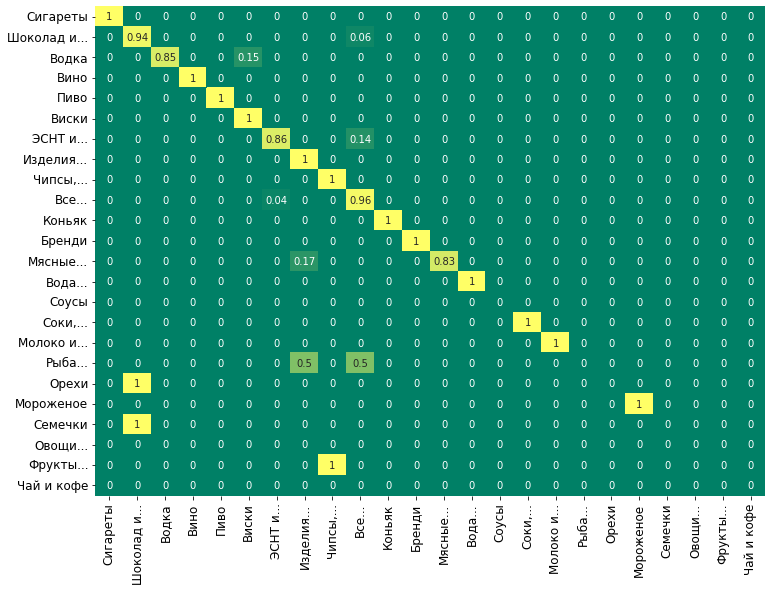 Сигареты 1 0 0 0 0 0 0 0 0 0 0 0 0 0 0 0 0 0 0 0 0 0 0 0
Шоколад и... 0 0.94 0 0 0 0 0 0 0 0.06 0 0 0 0 0 0 0 0 0 0 0 0 0 0
Водка 0 0 0.85 0 0 0.15 0 0 0 0 0 0 0 0 0 0 0 0 0 0 0 0 0 0
Вино 0 0 0 1 0 0 0 0 0 0 0 0 0 0 0 0 0 0 0 0 0 0 0 0
Пиво 0 0 0 0 1 0 0 0 0 0 0 0 0 0 0 0 0 0 0 0 0 0 0 0
Виски 0 0 0 0 0 1 0 0 0 0 0 0 0 0 0 0 0 0 0 0 0 0 0 0
ЭСНТ и... 0 0 0 0 0 0 0.86 0 0 0.14 0 0 0 0 0 0 0 0 0 0 0 0 0 0
Изделия... 0 0 0 0 0 0 0 1 0 0 0 0 0 0 0 0 0 0 0 0 0 0 0 0
Чипсы,... 0 0 0 0 0 0 0 0 1 0 0 0 0 0 0 0 0 0 0 0 0 0 0 0
Все... 0 0 0 0 0 0 0.04 0 0 0.96 0 0 0 0 0 0 0 0 0 0 0 0 0 0
Коньяк 0 0 0 0 0 0 0 0 0 0 1 0 0 0 0 0 0 0 0 0 0 0 0 0
Бренди 0 0 0 0 0 0 0 0 0 0 0 1 0 0 0 0 0 0 0 0 0 0 0 0
Мясные... 0 0 0 0 0 0 0 0.17 0 0 0 0 0.83 0 0 0 0 0 0 0 0 0 0 0
Вода... 0 0 0 0 0 0 0 0 0 0 0 0 0 1 0 0 0 0 0 0 0 0 0 0
Соусы 0 0 0 0 0 0 0 0 0 0 0 0 0 0 0 0 0 0 0 0 0 0 0 0
Соки,... 0 0 0 0 0 0 0 0 0 0 0 0 0 0 0 1 0 0 0 0 0 0 0 0
Молоко и... 0 0 0 0 0 0 0 0 0 0 0 0 0 0 0 0 1 0 0 0 0 0 0 0
Рыба... 0 0 0 0 0 0 0 0.5 0 0.5 0 0 0 0 0 0 0 0 0 0 0 0 0 0
Орехи 0 1 0 0 0 0 0 0 0 0 0 0 0 0 0 0 0 0 0 0 0 0 0 0
Мороженое 0 0 0 0 0 0 0 0 0 0 0 0 0 0 0 0 0 0 0 1 0 0 0 0
Семечки 0 1 0 0 0 0 0 0 0 0 0 0 0 0 0 0 0 0 0 0 0 0 0 0
Овощи... 0 0 0 0 0 0 0 0 0 0 0 0 0 0 0 0 0 0 0 0 0 0 0 0
Фрукты... 0 0 0 0 0 0 0 0 1 0 0 0 0 0 0 0 0 0 0 0 0 0 0 0
Чай и кофе 0 0 0 0 0 0 0 0 0 0 0 0 0 0 0 0 0 0 0 0 0 0 0 0
Сигареты
Шоколад и...
Водка
Вино
Пиво
Виски
ЭСНТ и...
Изделия...
Чипсы,...
Все...
Коньяк
Бренди
Мясные...
Вода...
Соусы
Соки,...
Молоко и...
Рыба...
Орехи
Мороженое
Семечки
Овощи...
Фрукты...
Чай и кофе